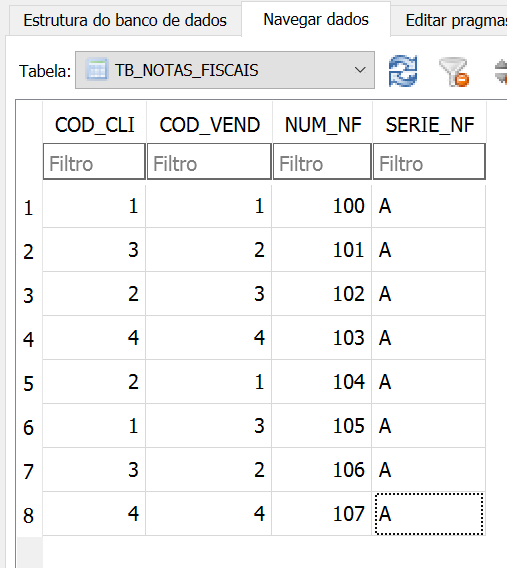 Estrutura do banco de dados Navegar dados Editar pragmas
Tabela: TB_NOTAS_FISCAIS
COD_CLI COD_VEND NUM_NF SERIE_NF
Filtro Filtro Filtro Filtro
1 1 1 100 A
2 3 2 101 A
3 2 3 102 A
4 4 4 103 A
5 2 1 104 A
6 1 3 105 A
7 3 2 106 A
8 4 4 107 A